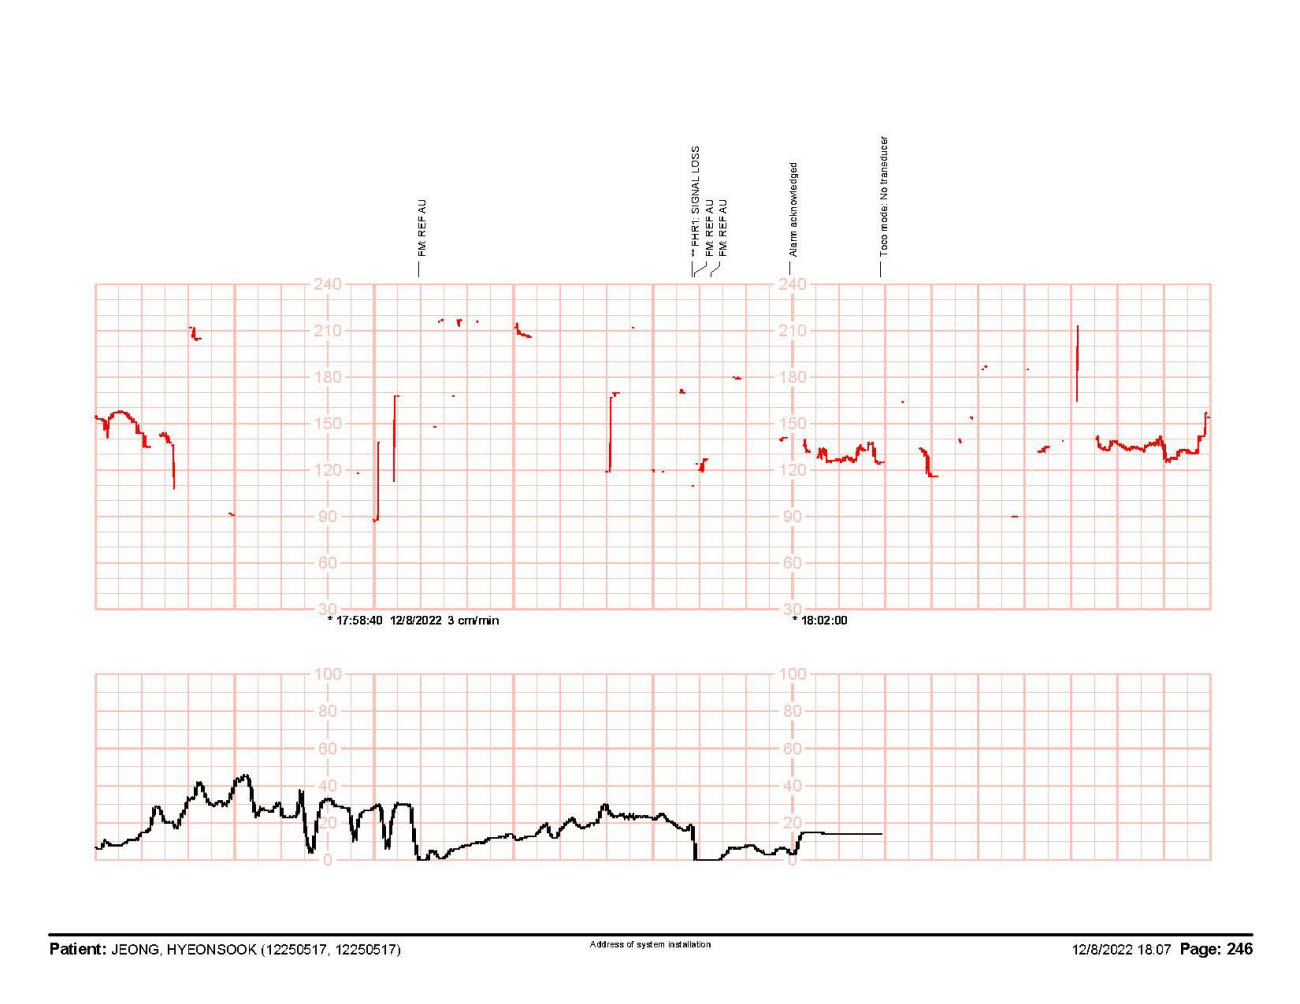 FM: REF AU
** FHR1: SIGNAL LOSS
FM: REF AU
FM: REF AU
Alarm acknowledged
Toco mode: No transducer
240 240
210 210
180 180
150 150
120 120
90 90
60 60
30 30
* 17:58:40 12/8/2022 3 cm/min * 18:02:00
100 100
80 80
60 60
40 40
20 20
0 0
Patient: JEONG, HYEONSOOK (12250517, 12250517) Address of system installation 12/8/2022 18:07 Page: 246